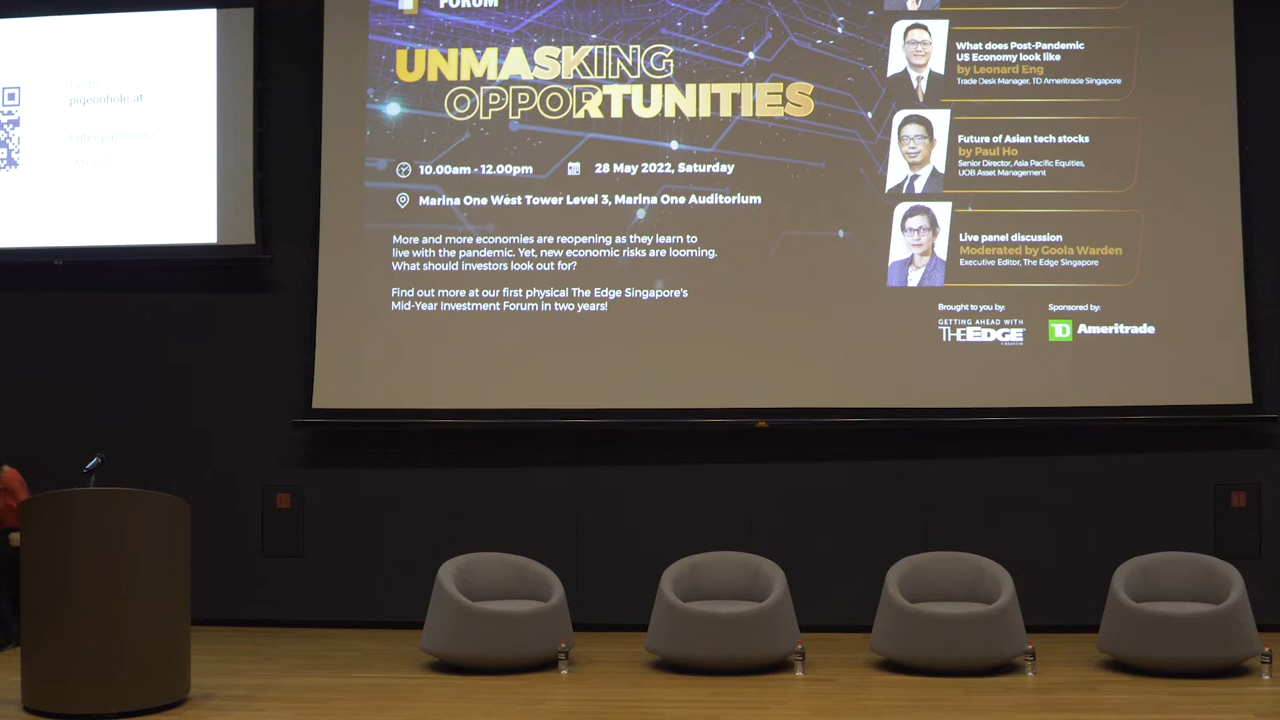 pigeonhole.at
Enter passcode
FORUM
UNMASKING
OPPORTUNITIES
10.00am - 12.00pm
28 May 2022, Saturday
Marina One West Tower Level 3, Marina One Auditorium
More and more economies are reopening as they learn to
live with the pandemic. Yet, new economic risks are looming.
What should investors look out for?
Find out more at our first physical The Edge Singapore's
Mid-Year Investment Forum in two years!
What does Post-Pandemic
US Economy look like
by Leonard Eng
Trade Desk Manager, TD Ameritrade Singapore
Future of Asian tech stocks
by Paul Ho
Senior Director, Asia Pacific Equities,
UOB Asset Management
Live panel discussion
Moderated by Goola Warden
Executive Editor, The Edge Singapore
Brought to you by:
GETTING AHEAD WITH
THE EDGE
SINGAPORE
Sponsored by:
TD Ameritrade